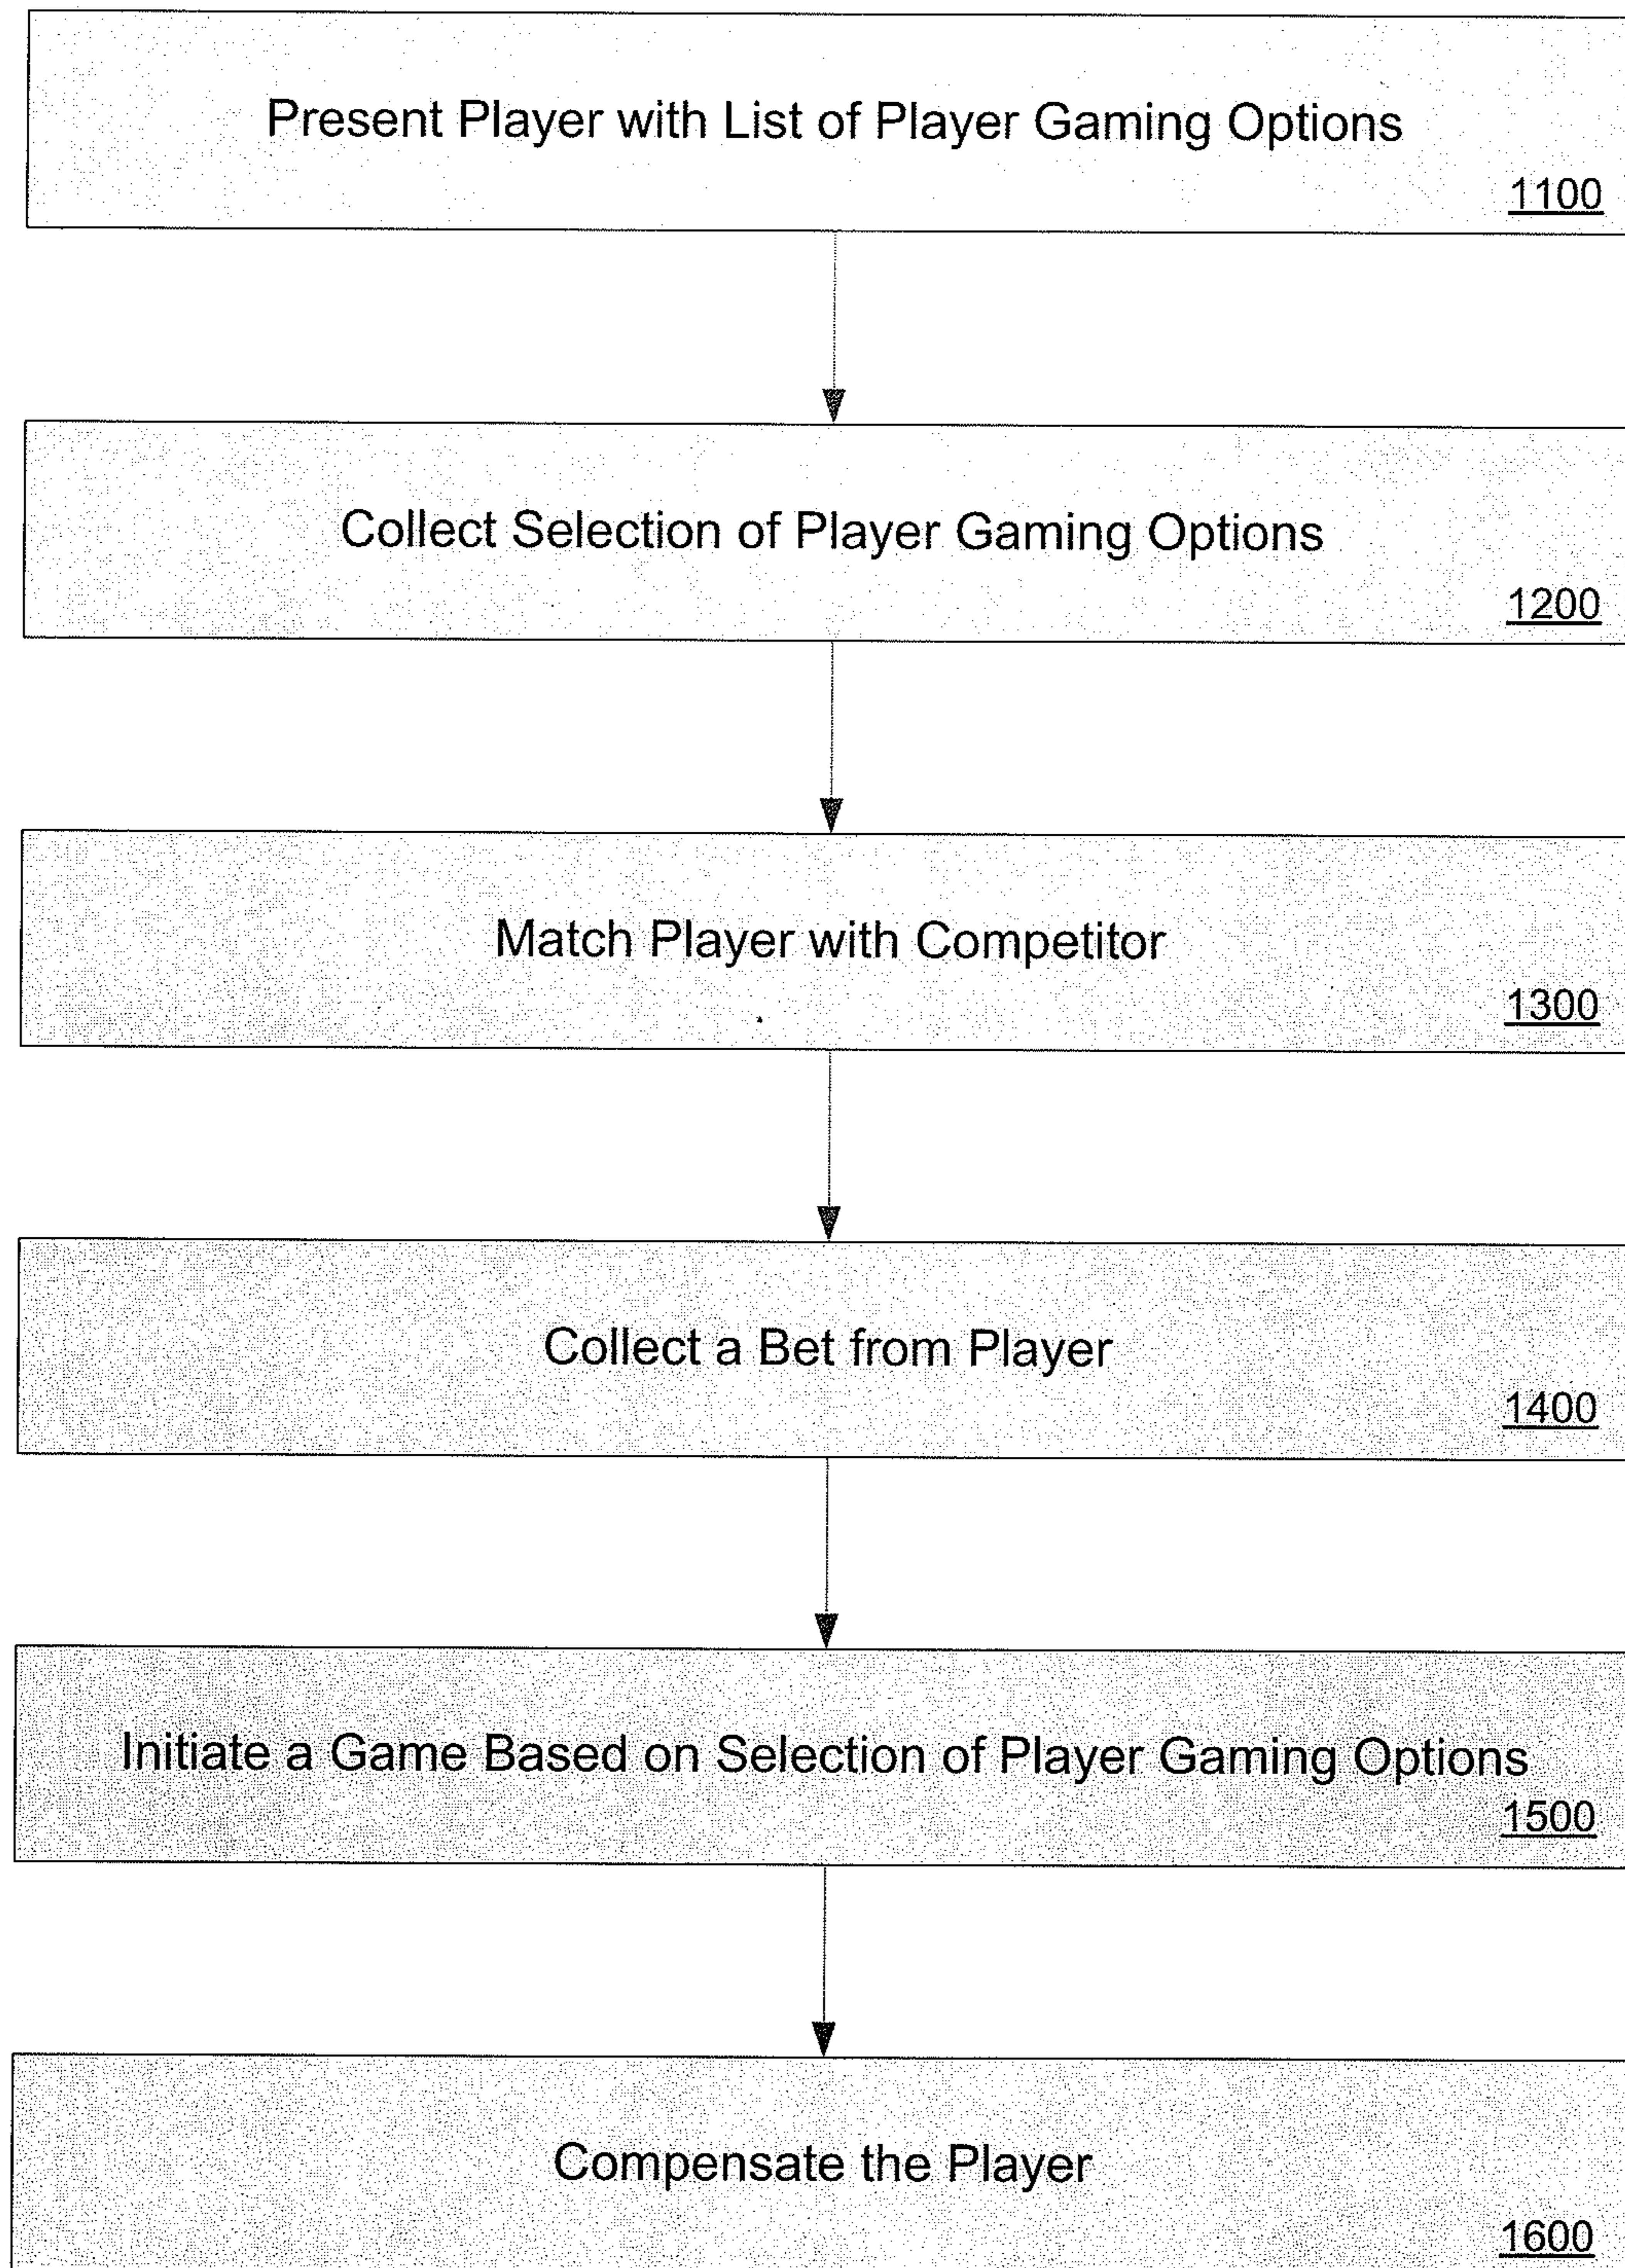 Present Player with List of Player Gaming Options
1100
Collect Selection of Player Gaming Options
1200
Match Player with Competitor
1300
Collect a Bet from Player
1400
Initiate a Game Based on Selection of Player Gaming Options
1500
Compensate the Player
1600